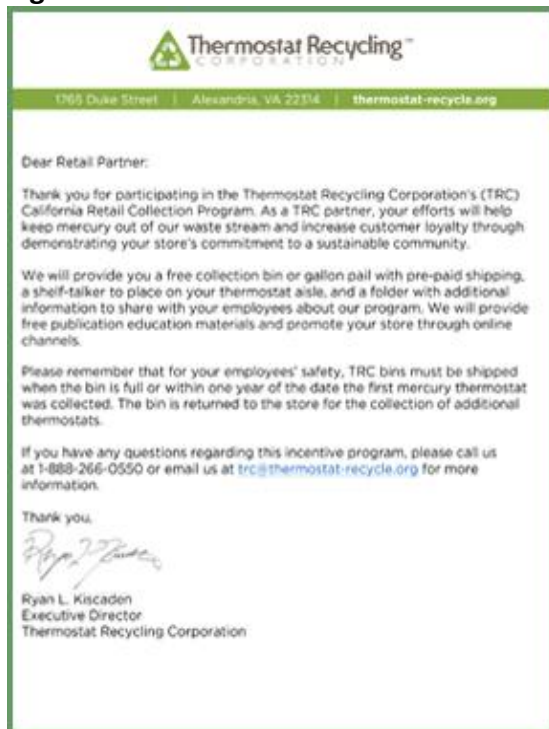 Thermostat Recycling™
CORPORATION
1765 Duke Street | Alexandria, VA 22314 | thermostat-recycle.org
Dear Retail Partner:
Thank you for participating in the Thermostat Recycling Corporation's (TRC)
California Retail Collection Program. As a TRC partner, your efforts will help
keep mercury out of our waste stream and increase customer loyalty through
demonstrating your store's commitment to a sustainable community.
We will provide you a free collection bin or gallon pail with pre-paid shipping,
a shelf-talker to place on your thermostat aisle, and a folder with additional
information to share with your employees about our program. We will provide
free publication education materials and promote your store through online
channels.
Please remember that for your employees' safety, TRC bins must be shipped
when the bin is full or within one year of the date the first mercury thermostat
was collected. The bin is returned to the store for the collection of additional
thermostats.
If you have any questions regarding this incentive program, please call us
at 1-888-266-0550 or email us at trc@thermostat-recycle.org for more
information.
Thank you,
Ryan L. Kiscaden
Executive Director
Thermostat Recycling Corporation